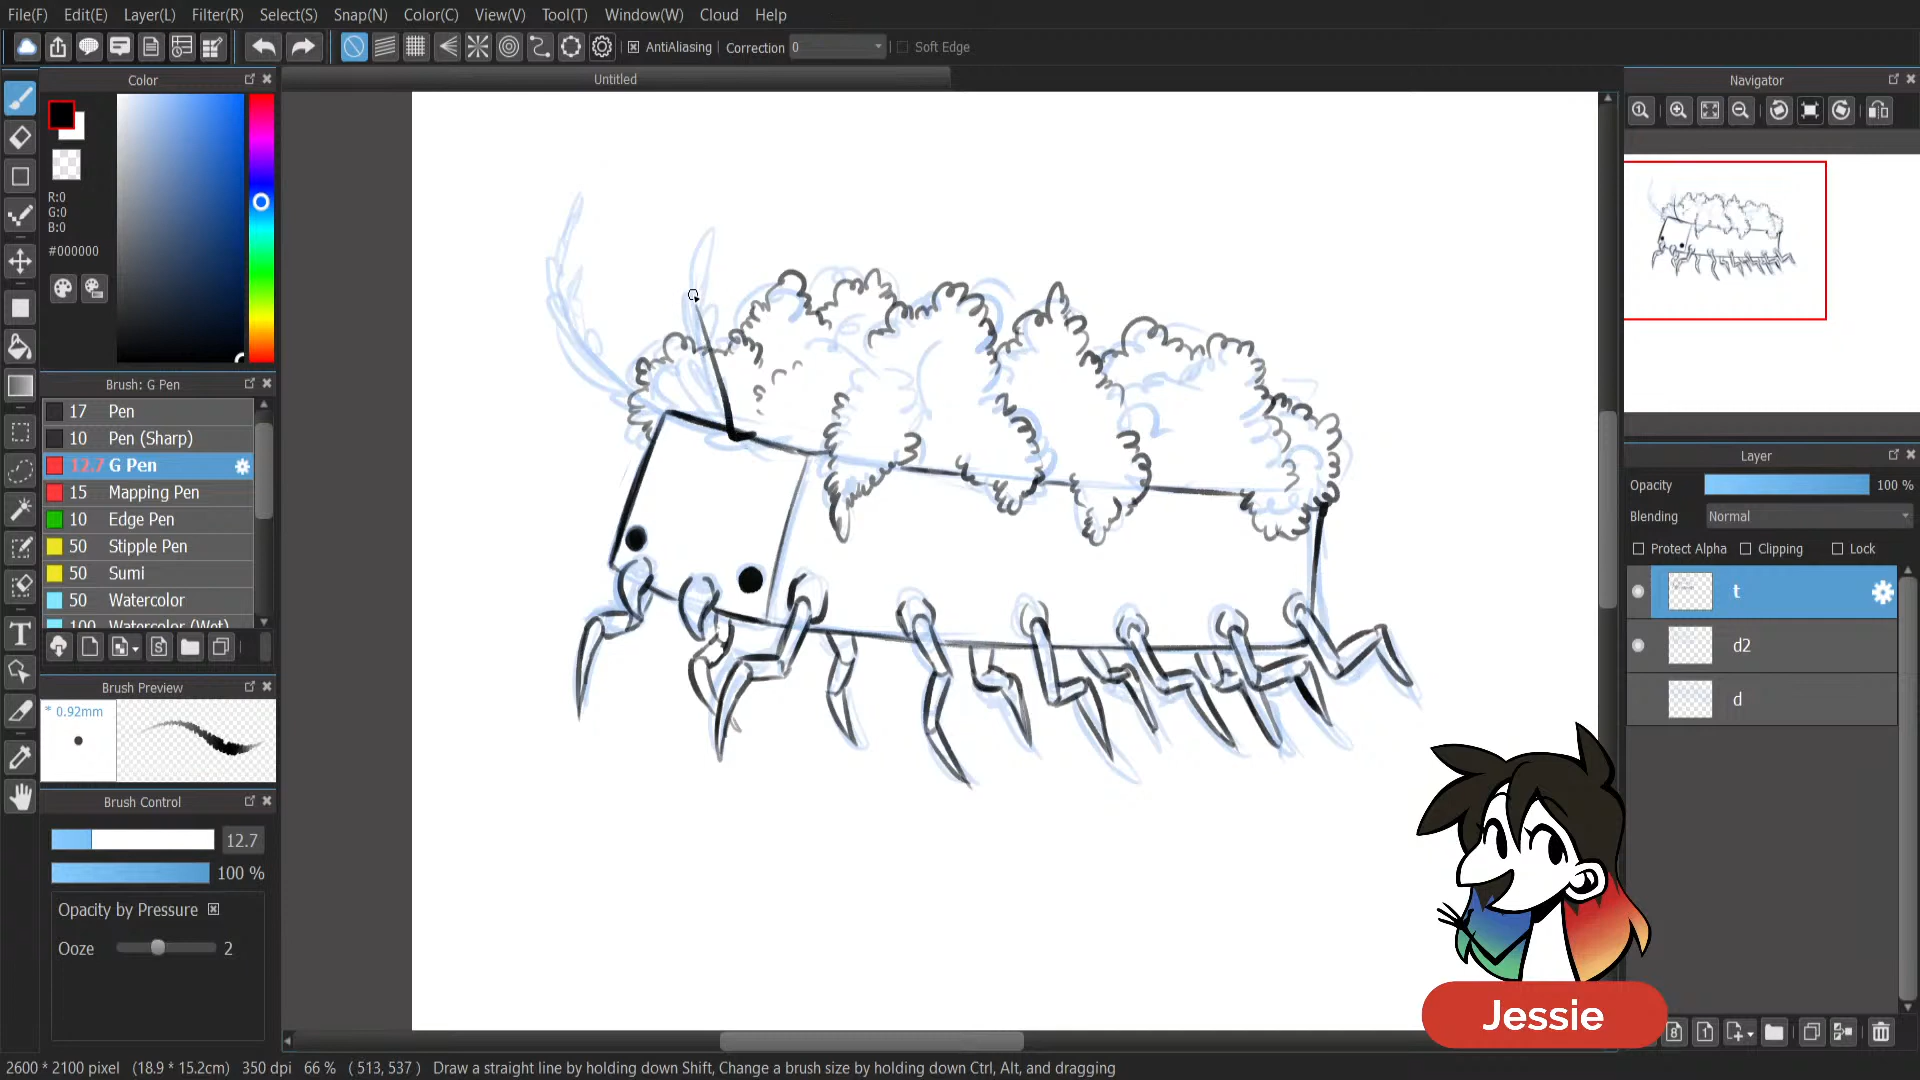 File(F) Edit(E) Layer(L) Filter(R) Select(S) Snap(N) Color(C) View(V) Tool(T) Window(W) Cloud Help
AntiAliasing Correction 0 Soft Edge
Color
Untitled
Navigator
R:0
G:0
B:0
#000000
Brush: G Pen
17 Pen
10 Pen (Sharp)
12.7 G Pen
15 Mapping Pen
10 Edge Pen
50 Stipple Pen
50 Sumi
50 Watercolor
100 Watercolor (Wet)
Brush Preview
* 0.92mm
Brush Control
12.7
100 %
Opacity by Pressure
Ooze 2
Layer
Opacity 100 %
Blending Normal
Protect Alpha Clipping Lock
t
d2
d
Jessie
2600 * 2100 pixel (18.9 * 15.2cm) 350 dpi 66 % ( 513, 537 ) Draw a straight line by holding down Shift, Change a brush size by holding down Ctrl, Alt, and dragging